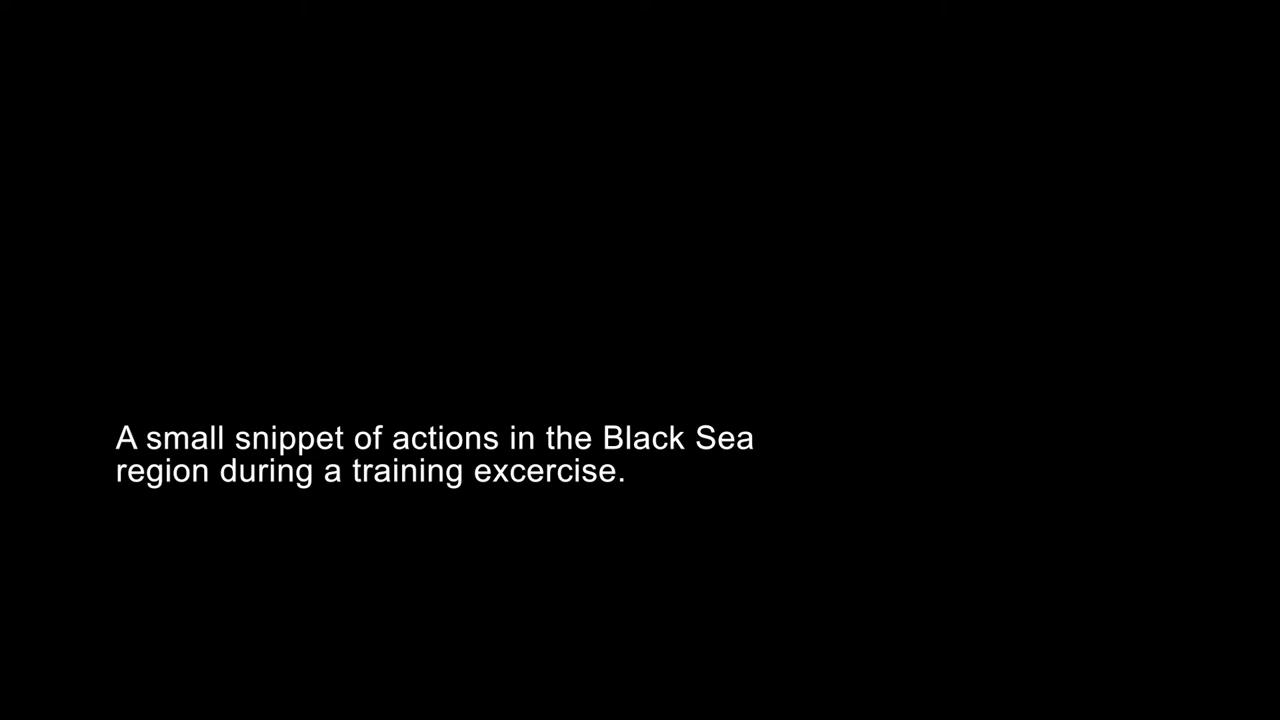 A small snippet of actions in the Black Sea
region during a training excercise.